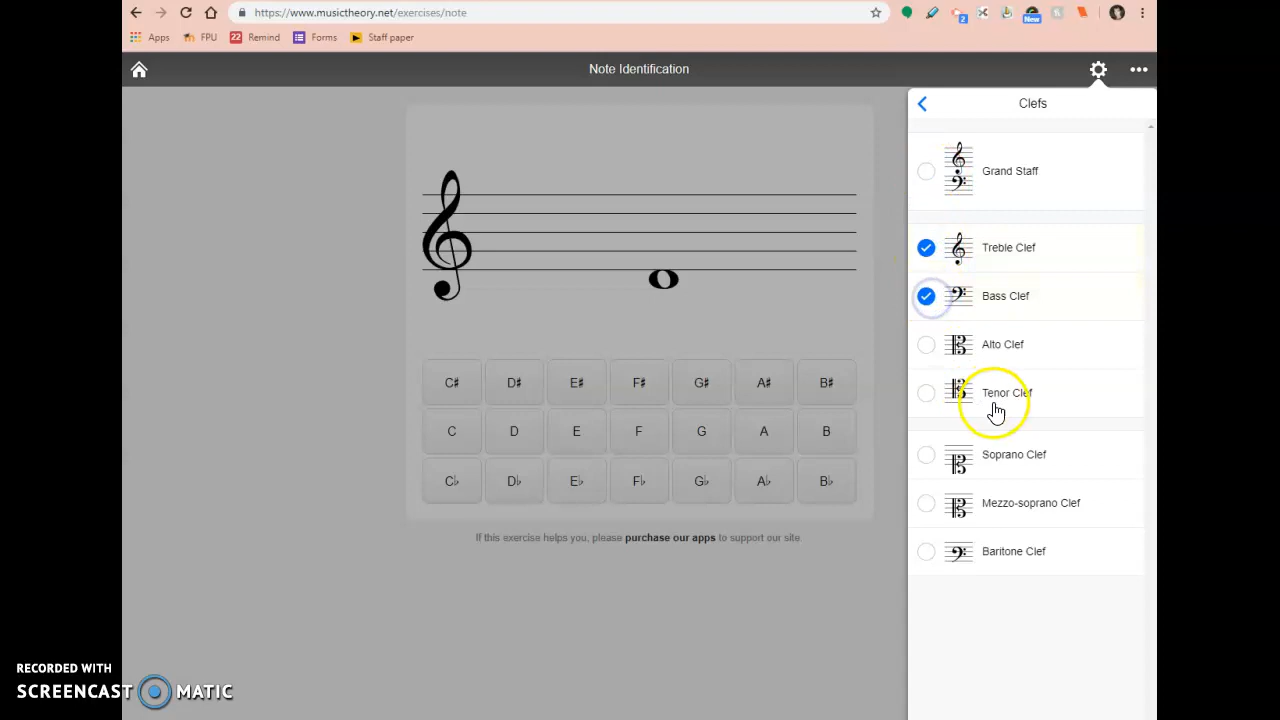 https://www.musictheory.net/exercises/note
2
New
Apps
FPU
22 Remind
Forms
Staff paper
Note Identification
Clefs
Grand Staff
Treble Clef
Bass Clef
Alto Clef
Tenor Clef
Soprano Clef
Mezzo-soprano Clef
Baritone Clef
C♯ D♯ E♯ F♯ G♯ A♯ B♯
C D E F G A B
C♭ D♭ E♭ F♭ G♭ A♭ B♭
If this exercise helps you, please purchase our apps to support our site
RECORDED WITH
SCREENCAST MATIC